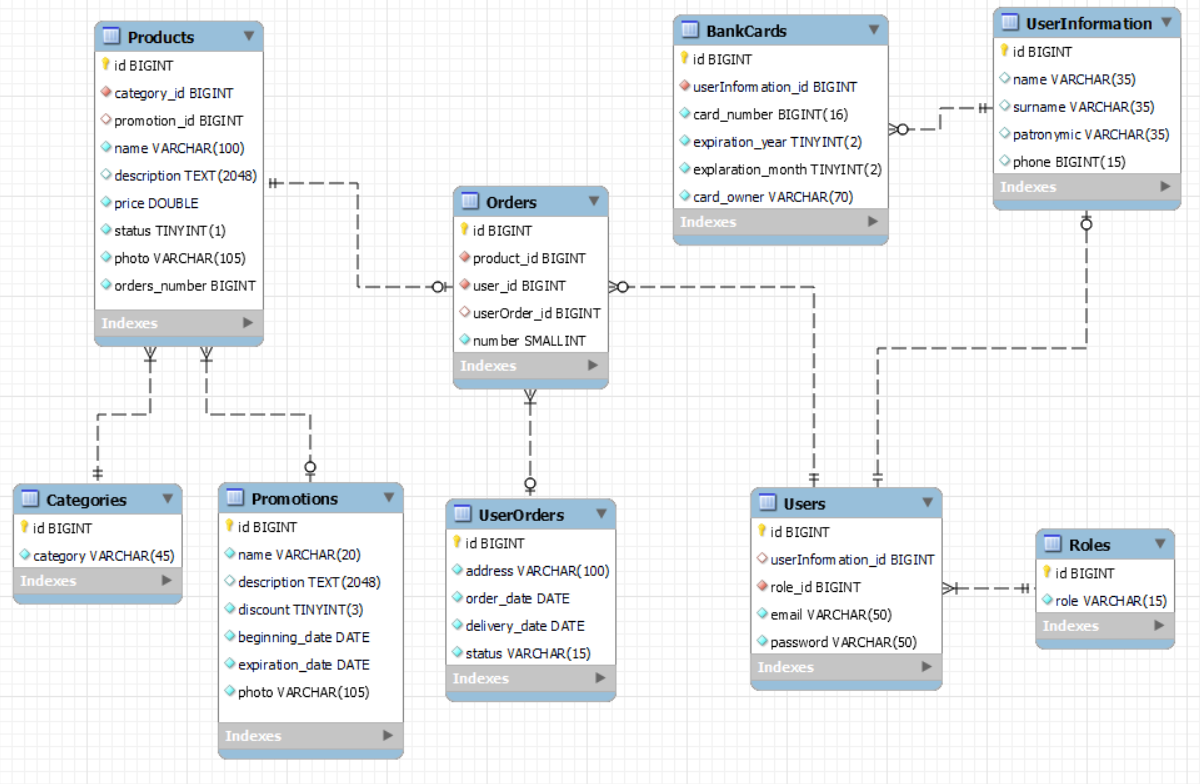 Products
id BIGINT
category_id BIGINT
promotion_id BIGINT
name VARCHAR(100)
description TEXT(2048)
price DOUBLE
status TINYINT(1)
photo VARCHAR(105)
orders_number BIGINT
Indexes
BankCards
id BIGINT
userInformation_id BIGINT
card_number BIGINT(16)
expiration_year TINYINT(2)
explaration_month TINYINT(2)
card_owner VARCHAR(70)
Indexes
UserInformation
id BIGINT
name VARCHAR(35)
surname VARCHAR(35)
patronymic VARCHAR(35)
phone BIGINT(15)
Indexes
Orders
id BIGINT
product_id BIGINT
user_id BIGINT
userOrder_id BIGINT
number SMALLINT
Indexes
Categories
id BIGINT
category VARCHAR(45)
Indexes
Promotions
id BIGINT
name VARCHAR(20)
description TEXT(2048)
discount TINYINT(3)
beginning_date DATE
expiration_date DATE
photo VARCHAR(105)
Indexes
UserOrders
id BIGINT
address VARCHAR(100)
order_date DATE
delivery_date DATE
status VARCHAR(15)
Indexes
Users
id BIGINT
userInformation_id BIGINT
role_id BIGINT
email VARCHAR(50)
password VARCHAR(50)
Indexes
Roles
id BIGINT
role VARCHAR(15)
Indexes